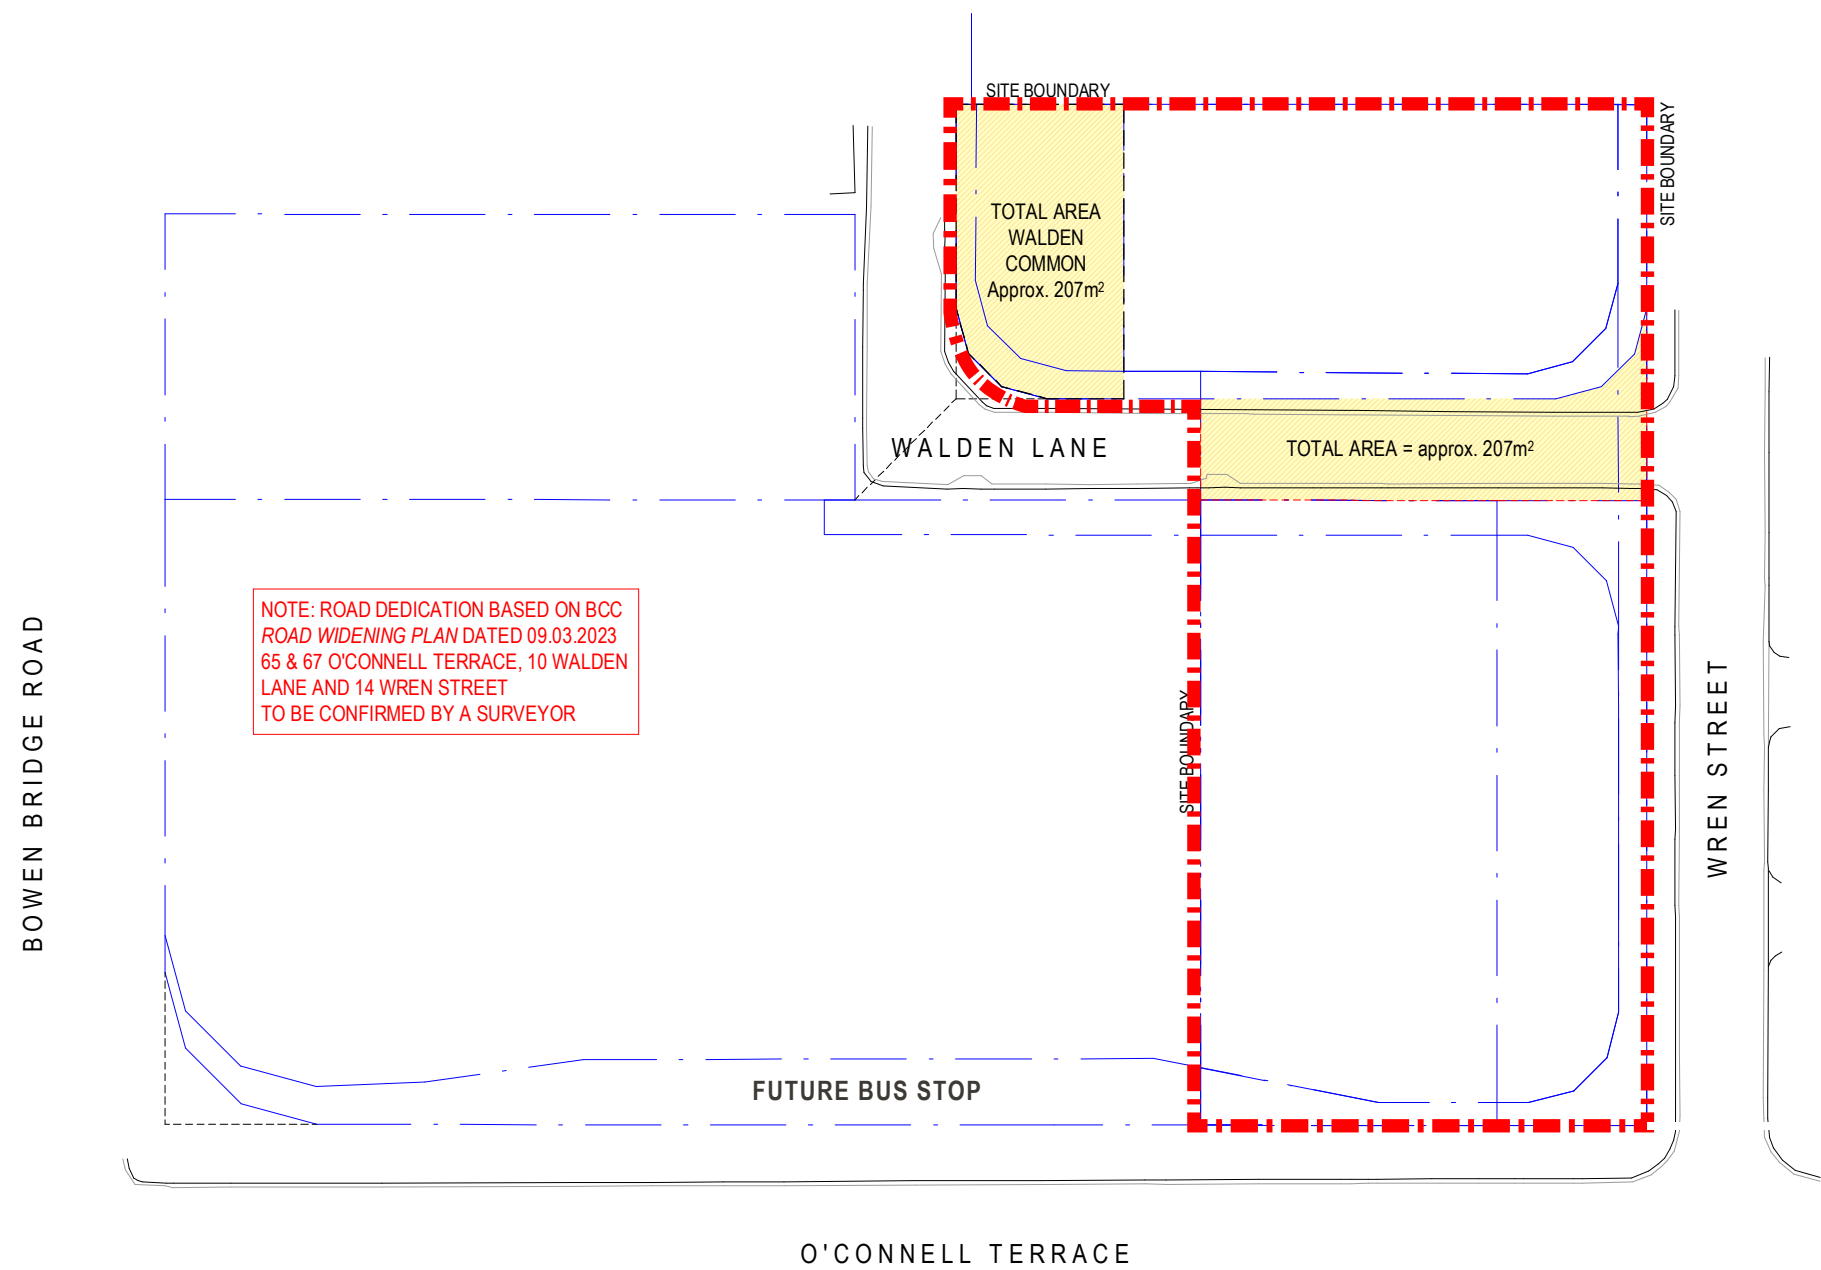 SITE BOUNDARY
SITE BOUNDARY
TOTAL AREA
WALDEN
COMMON
Approx. 207m²
WALDEN LANE
TOTAL AREA = approx. 207m²
NOTE: ROAD DEDICATION BASED ON BCC
ROAD WIDENING PLAN DATED 09.03.2023
65 & 67 O'CONNELL TERRACE, 10 WALDEN
LANE AND 14 WREN STREET
TO BE CONFIRMED BY A SURVEYOR
BOWEN BRIDGE ROAD
SITE BOUNDARY
WREN STREET
FUTURE BUS STOP
O'CONNELL TERRACE